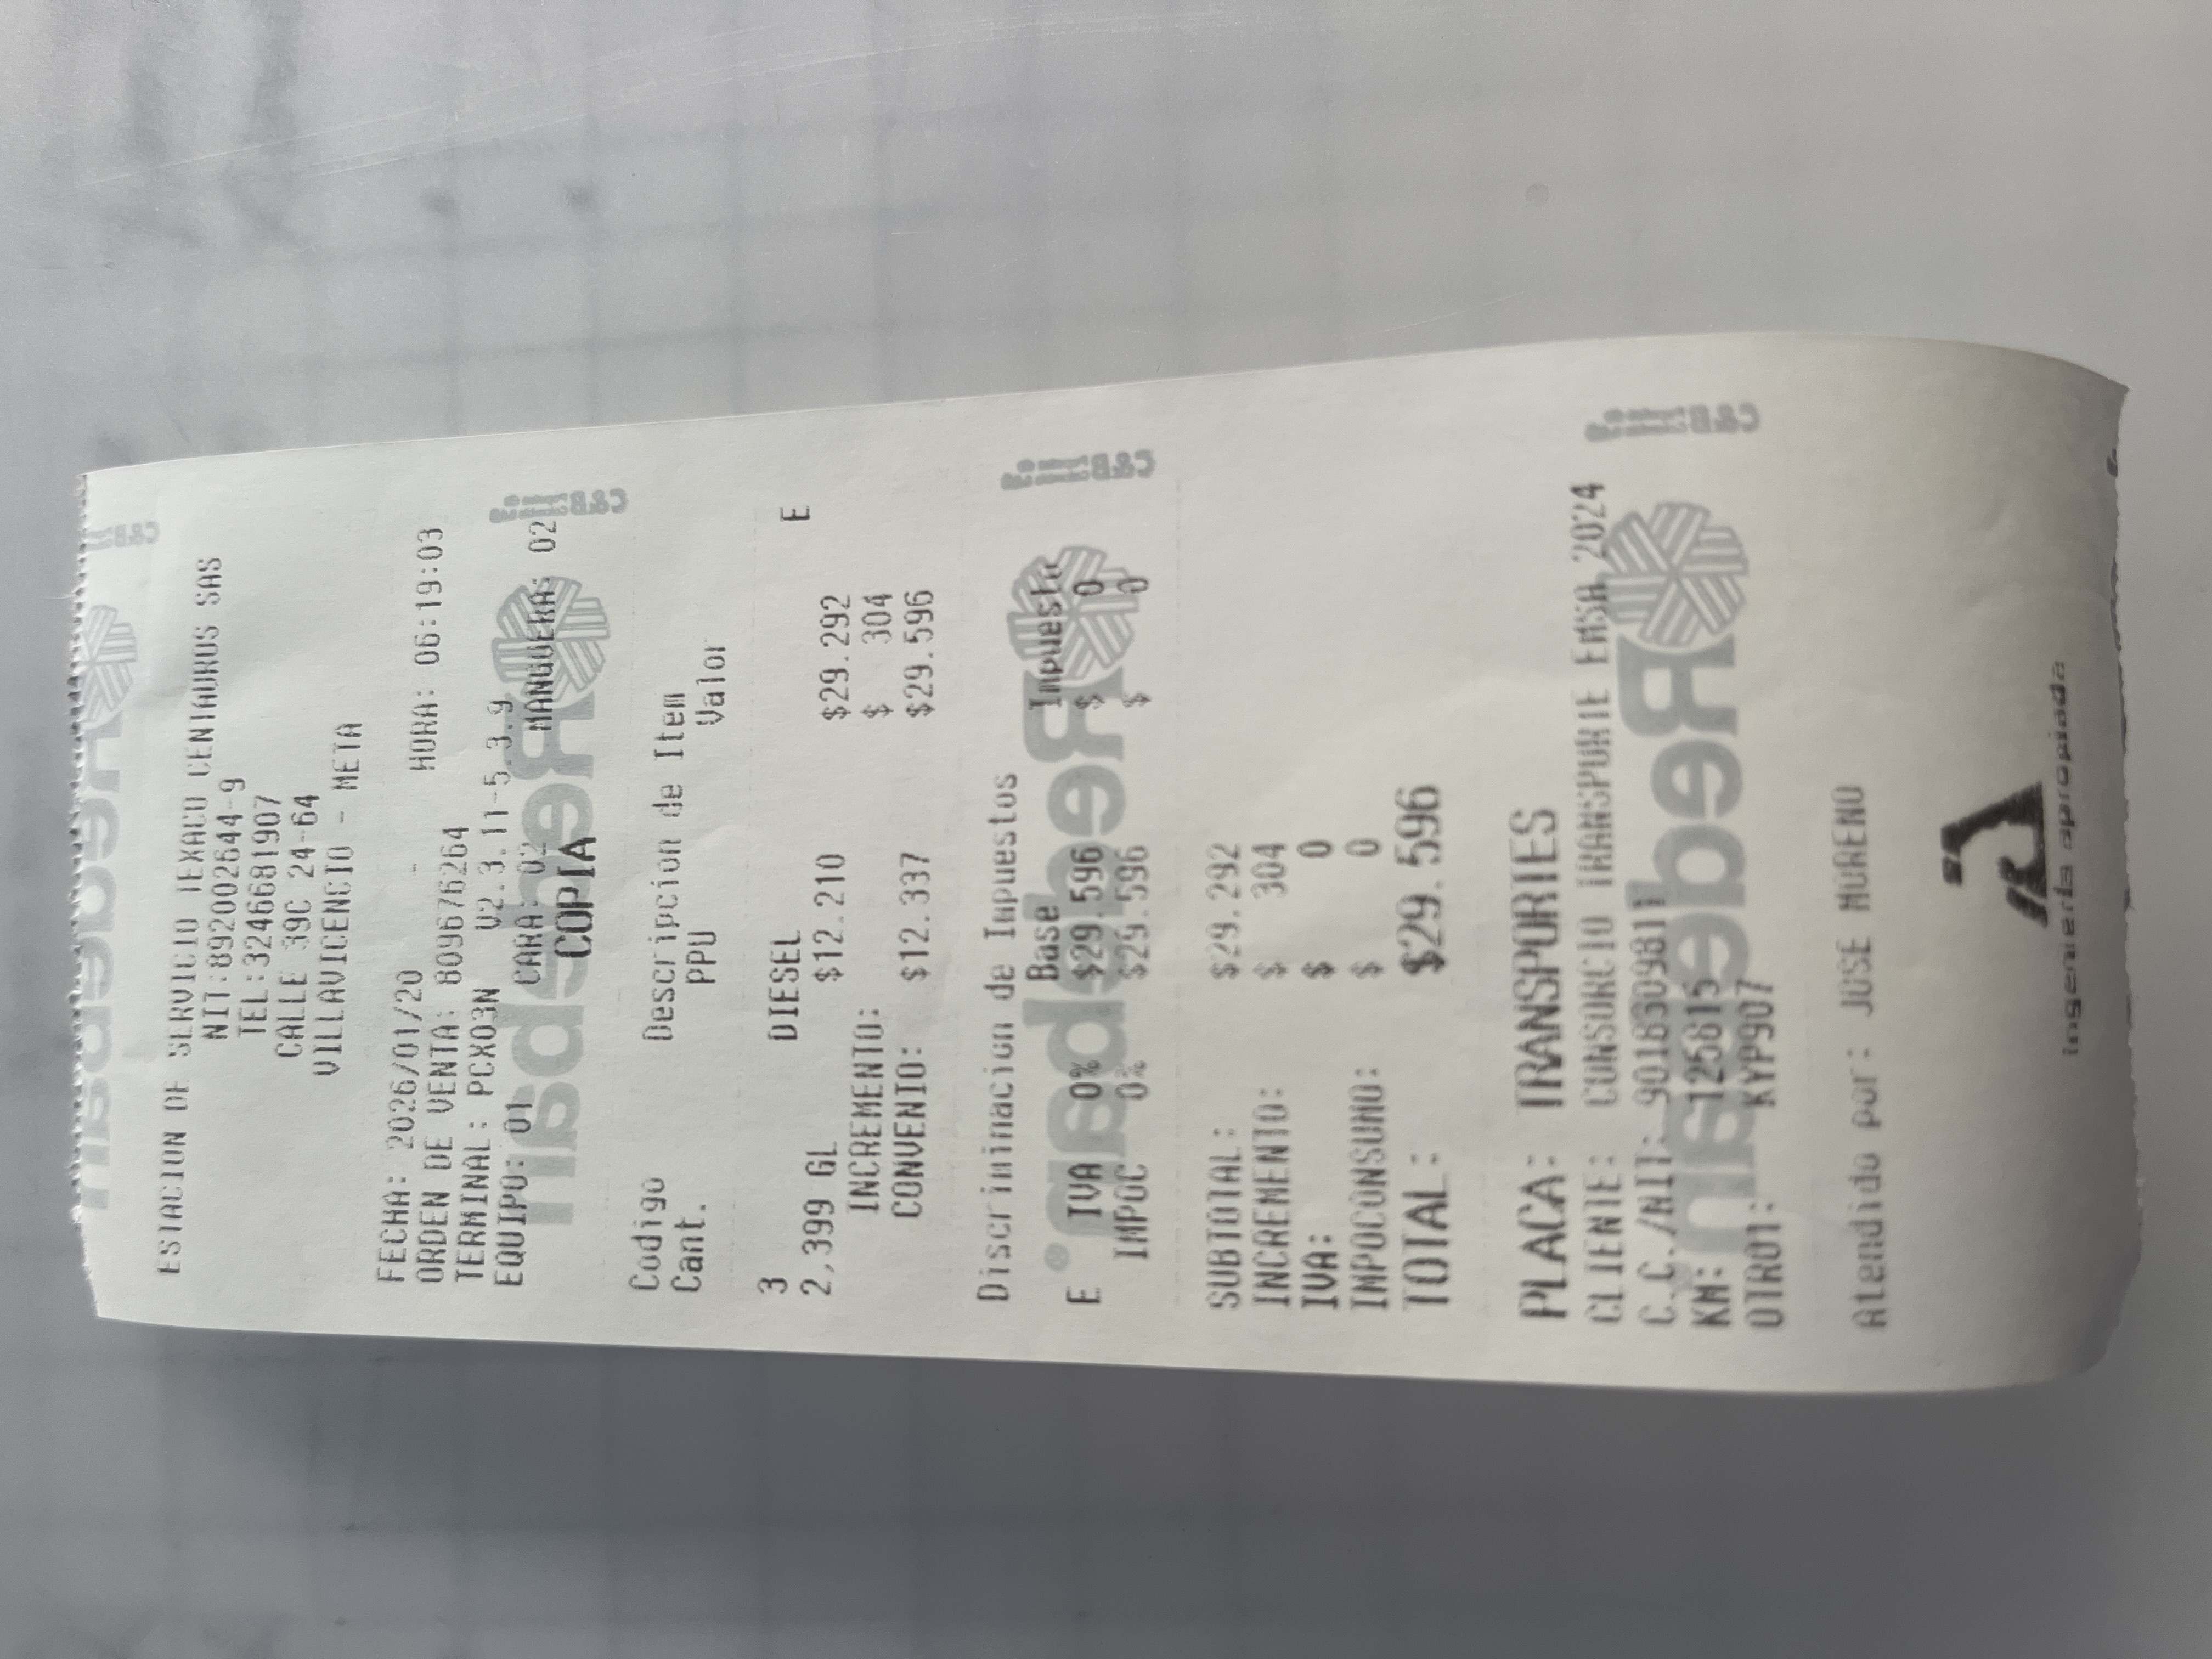 ESTACION DE SERVICIO TEXACO CENTAURUS SAS
NIT:892002644-9
TEL:3246681907
CALLE 39C 24-64
VILLAVICENCIO - META
FECHA: 2026/01/20 - HORA: 06:19:03
ORDEN DE VENTA: 809676264
TERMINAL: PCX03N V2.3.11-5.3.9
EQUIPO: 01 CARA: 02 MANGUERA: 02
COPIA
Codigo Descripcion de Item
Cant. PPU Valor
3 DIESEL E
2,399 GL $12.210 $29.292
INCREMENTO: $ 304
CONVENIO: $12.337 $29.596
Discriminacion de Impuestos
Base Impuesto
E IVA 0% $29.596 $ 0
IMPOC 0% $29.596 $ 0
SUBTOTAL: $29.292
INCREMENTO: $ 304
IVA: $ 0
IMPOCONSUMO: $ 0
TOTAL: $29.596
PLACA: TRANSPORTES
CLIENTE: CONSORCIO TRANSPORTE EMSA 2024
C.C./NIT: 9018309811
KM: 125815
OTRO1: KYP907
Atendido por: JOSE MORENO
ingeniería apropiada